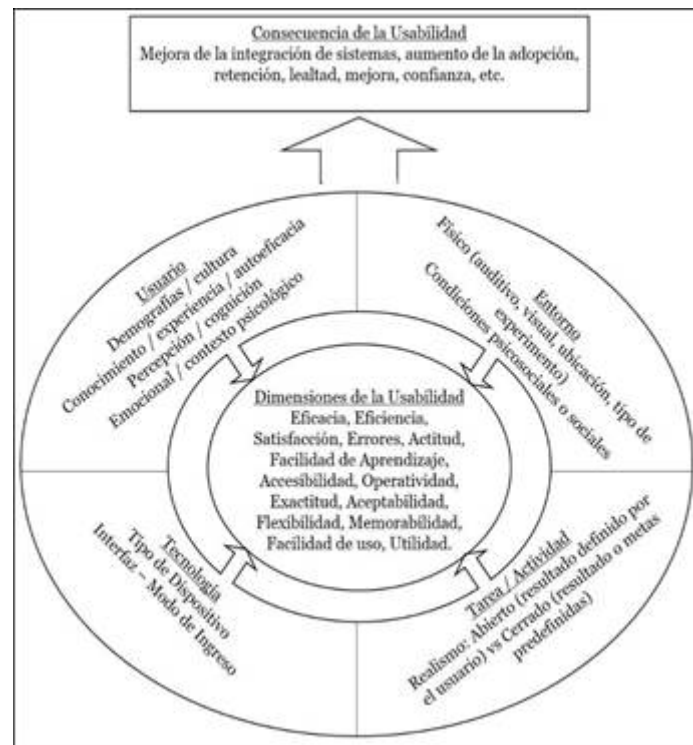 Consecuencia de la Usabilidad
Mejora de la integración de sistemas, aumento de la adopción,
retención, lealtad, mejora, confianza, etc.
Usuario
Demografías / cultura
Conocimiento / experiencia / autoeficacia
Percepción / cognición
Emocional / contexto psicológico
Entorno
Físico (auditivo, visual, ubicación, tipo de
experimento)
Condiciones psicosociales o sociales
Dimensiones de la Usabilidad
Eficacia, Eficiencia,
Satisfacción, Errores, Actitud,
Facilidad de Aprendizaje,
Accesibilidad, Operatividad,
Exactitud, Aceptabilidad,
Flexibilidad, Memorabilidad,
Facilidad de uso, Utilidad.
Tecnología
Tipo de Dispositivo
Interfaz – Modo de Ingreso
Tarea / Actividad
Realismo: Abierto (resultado definido por
el usuario) vs Cerrado (resultado o metas
predefinidas)